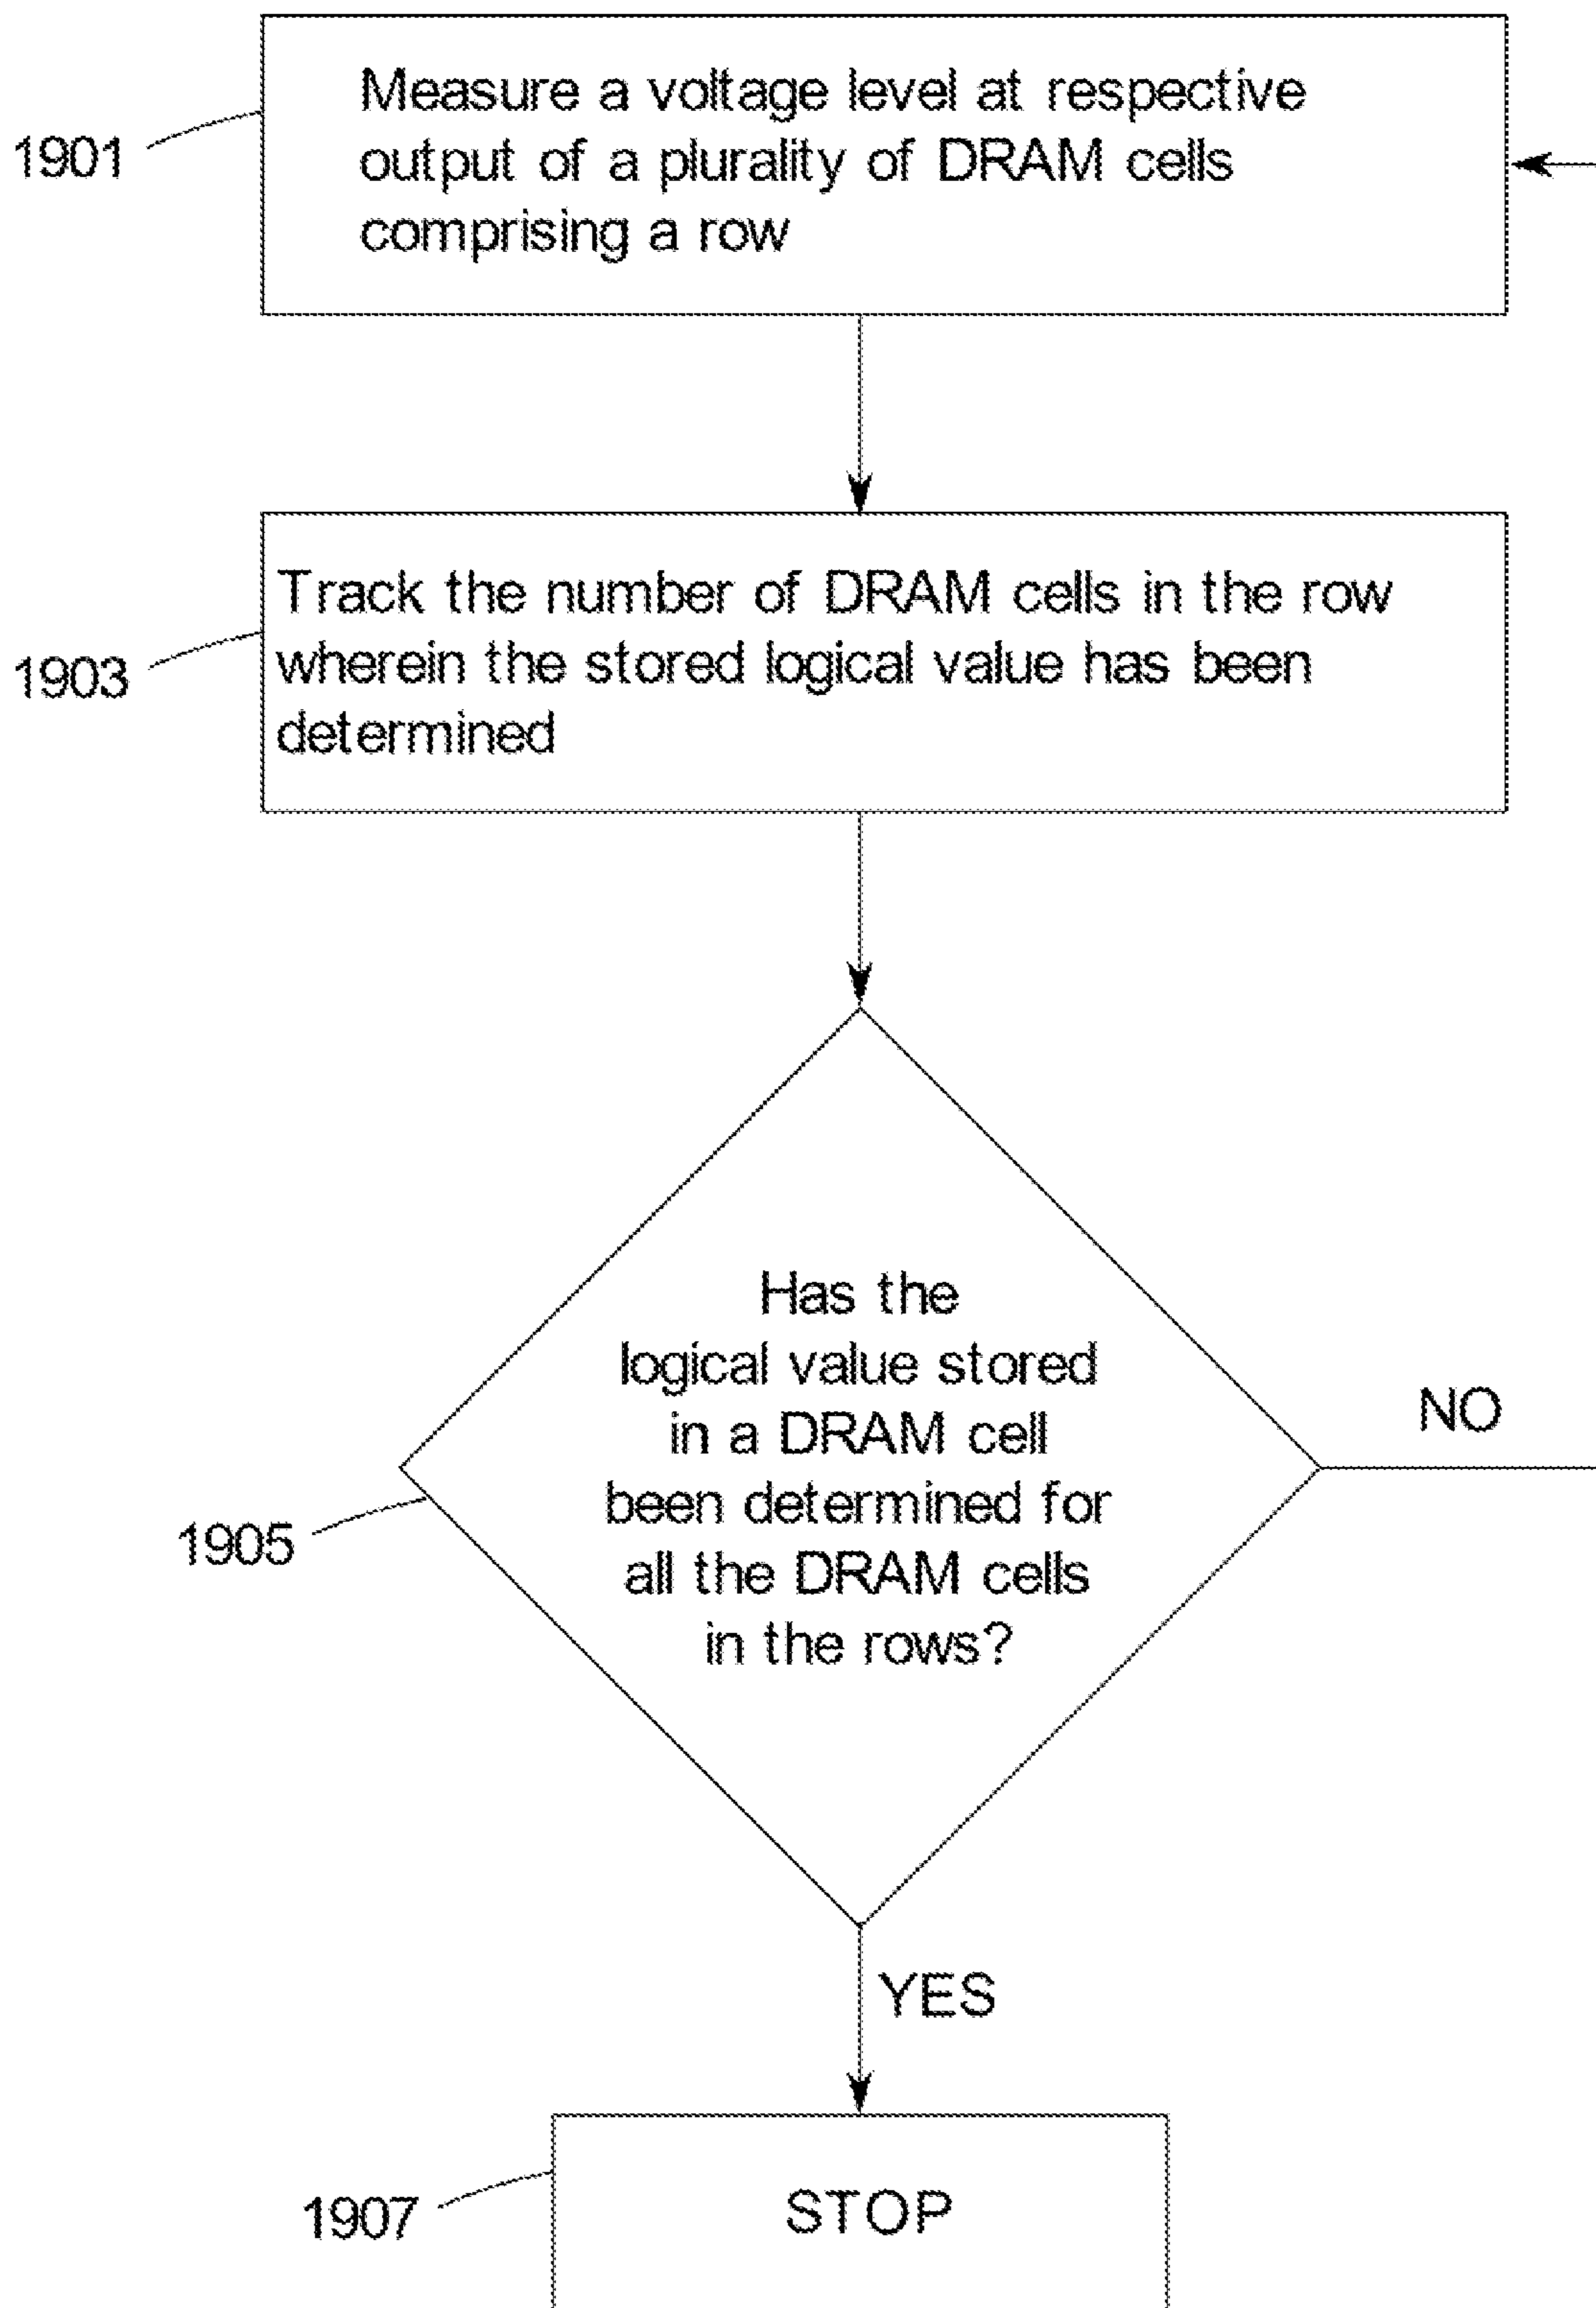 Measure a voltage level at respective
output of a plurality of DRAM cells
comprising a row
1901
Track the number of DRAM cells in the row
wherein the stored logical value has been
determined
1903
Has the
logical value stored
in a DRAM cell
been determined for
all the DRAM cells
in the rows?
NO
1905
YES
STOP
1907